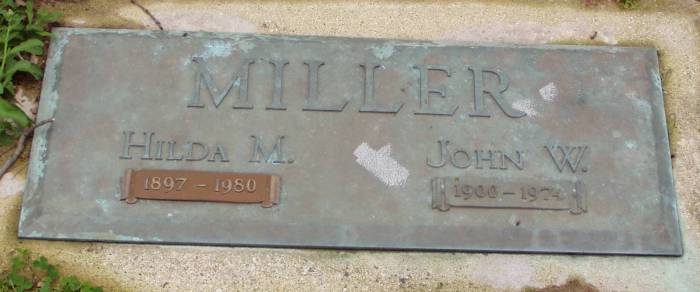 MILLER
HILDA M. JOHN W.
1897 - 1980 1900 - 1974